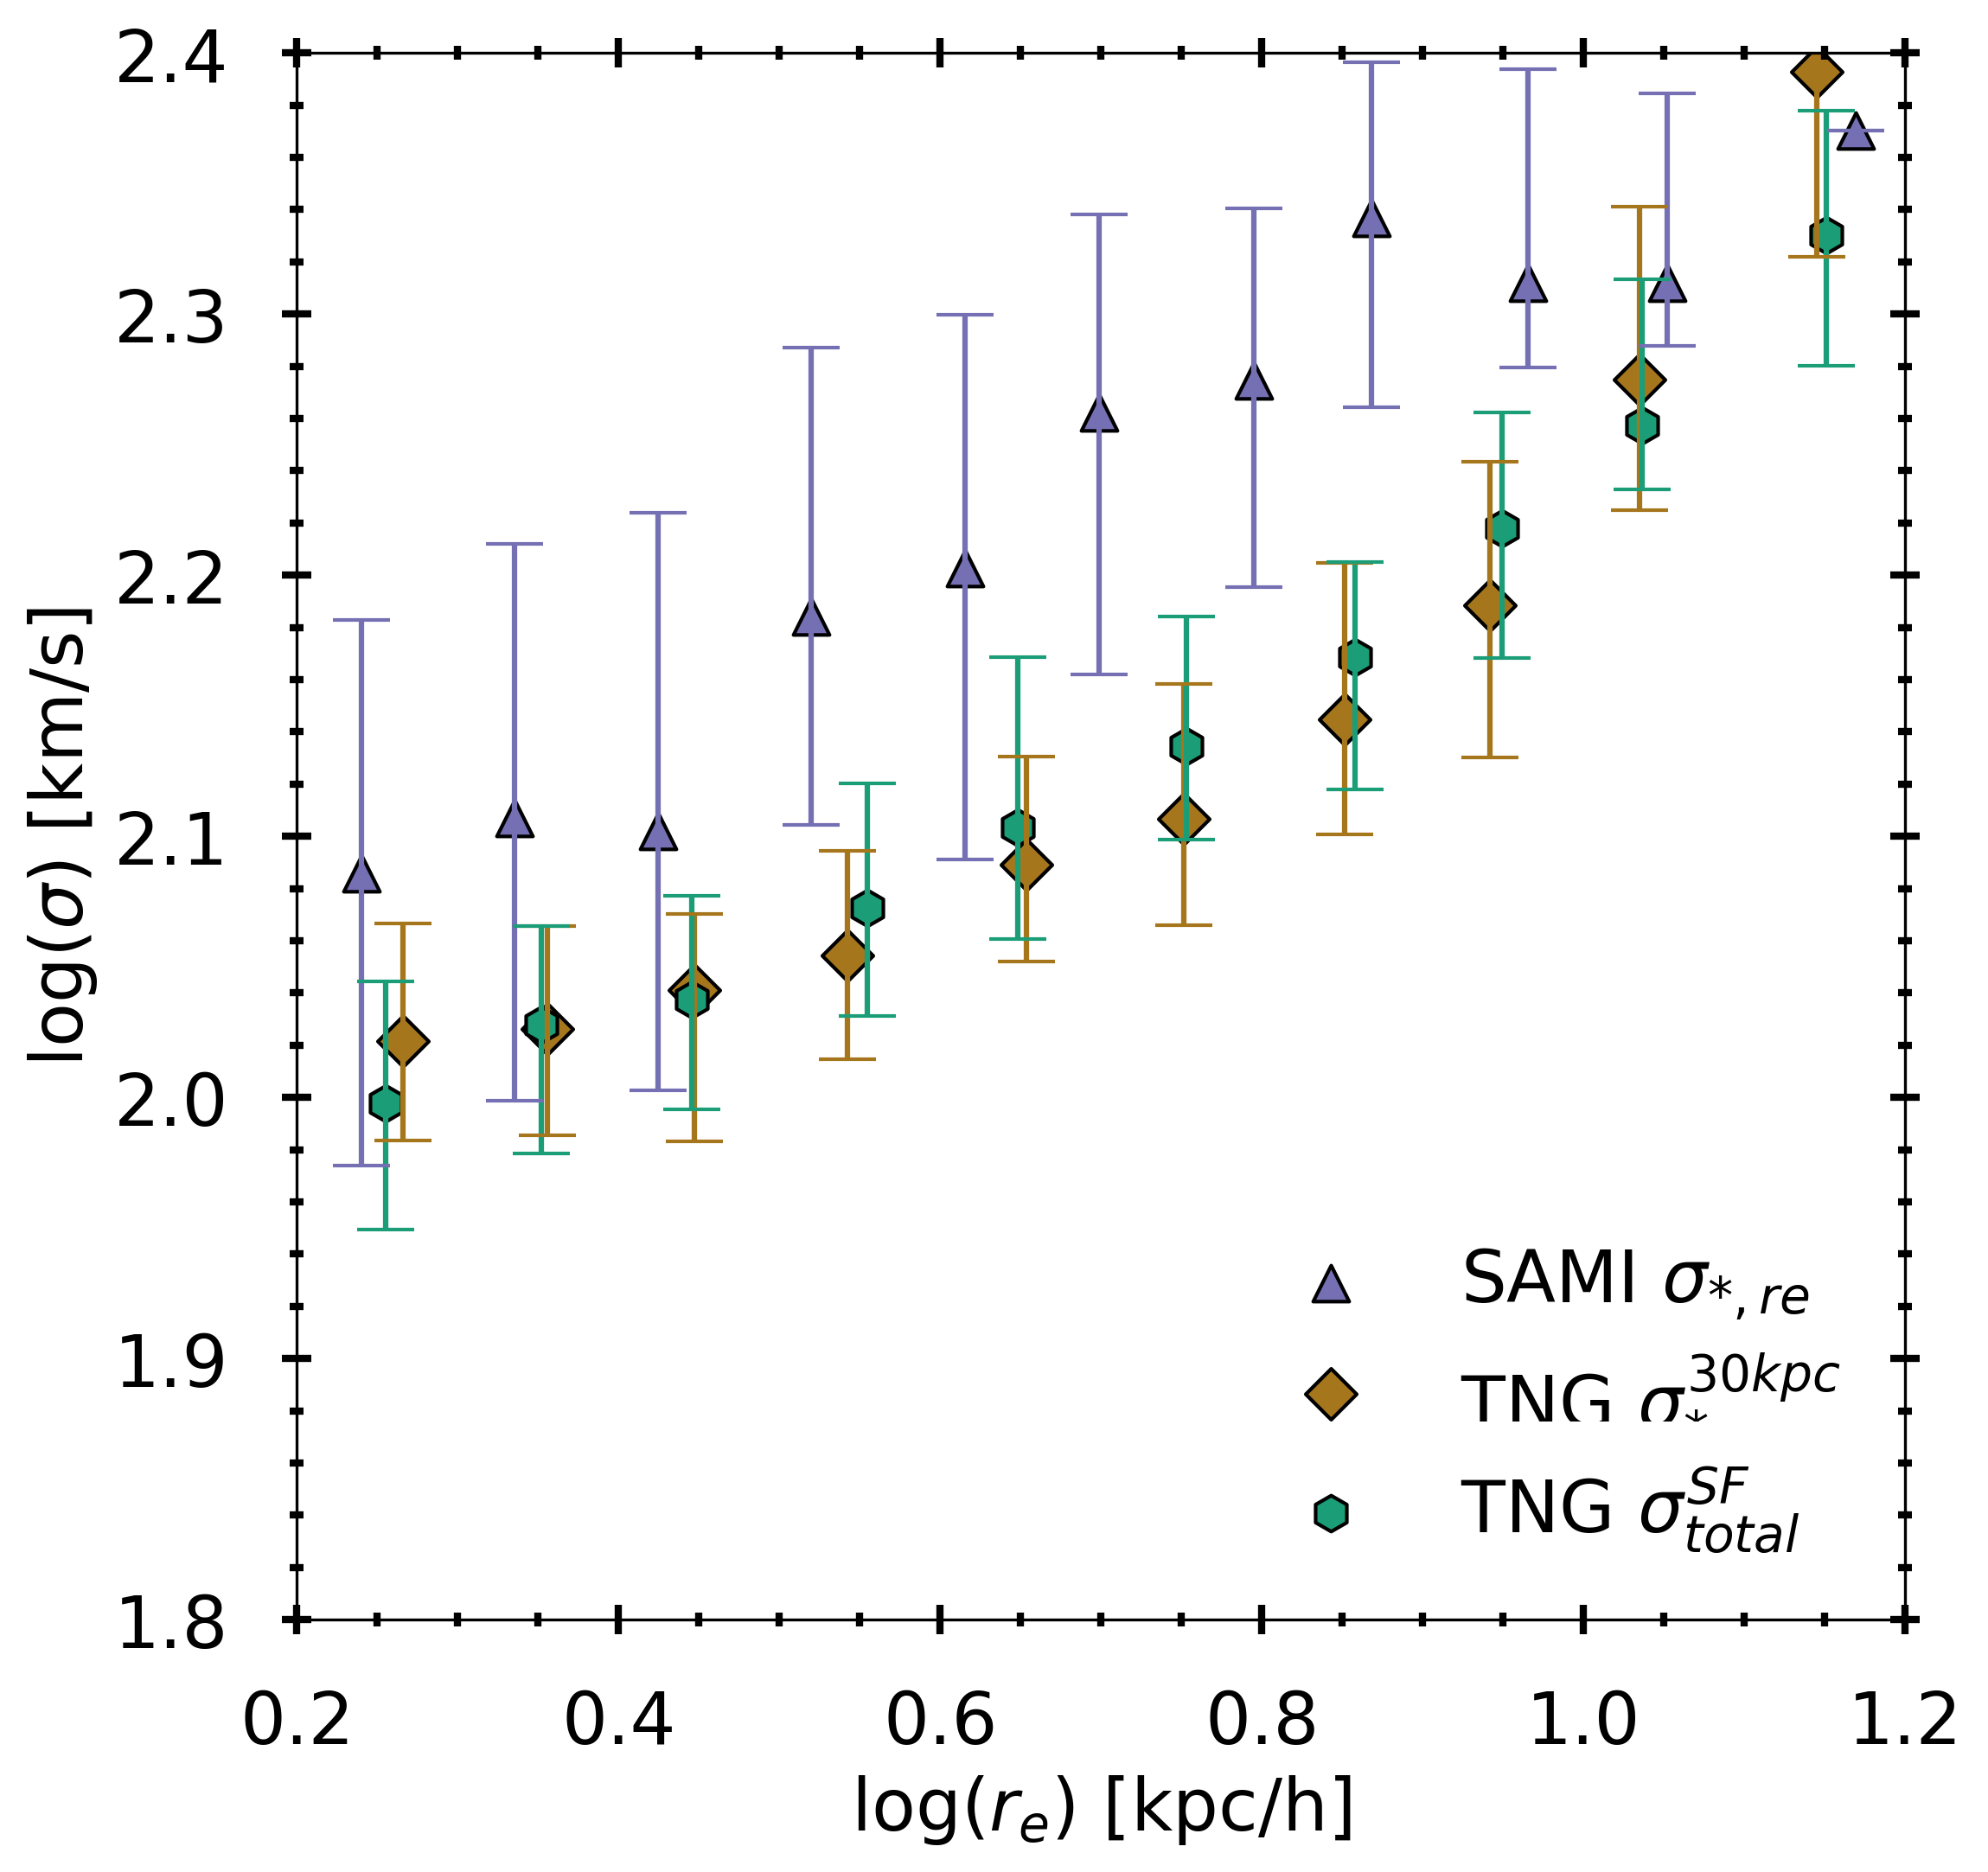 2.4
2.3
2.2
2.1
2.0
1.9
1.8
log(σ) [km/s]
SAMI σ*, re
TNG σ*30kpc
TNG σtotalSF
0.2 0.4 0.6 0.8 1.0 1.2
log(re) [kpc/h]